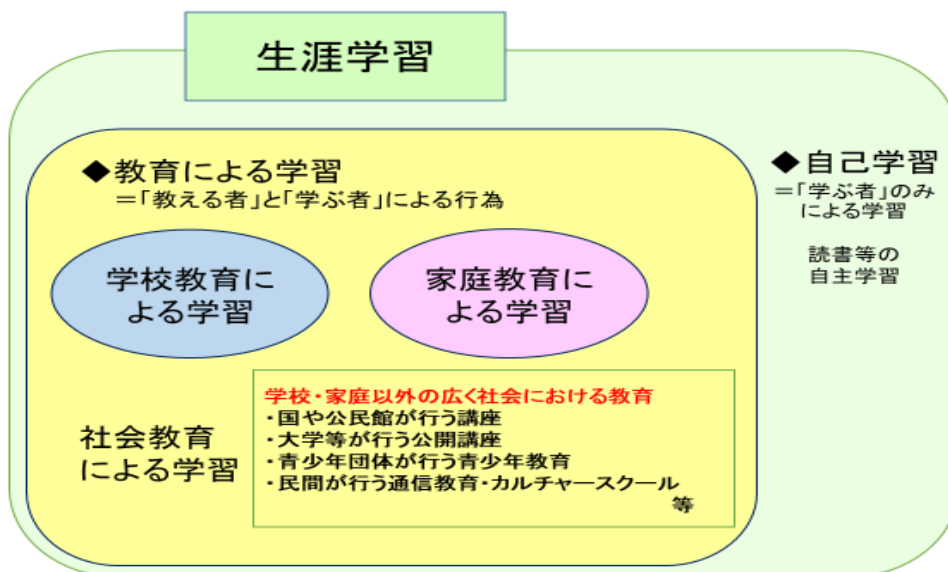 生涯学習
◆教育による学習
＝「教える者」と「学ぶ者」による行為
学校教育に
よる学習
家庭教育に
よる学習
社会教育
による学習
学校・家庭以外の広く社会における教育
・国や公民館が行う講座
・大学等が行う公開講座
・青少年団体が行う青少年教育
・民間が行う通信教育・カルチャースクール
等
◆自己学習
＝「学ぶ者」のみ
による学習
読書等の
自主学習